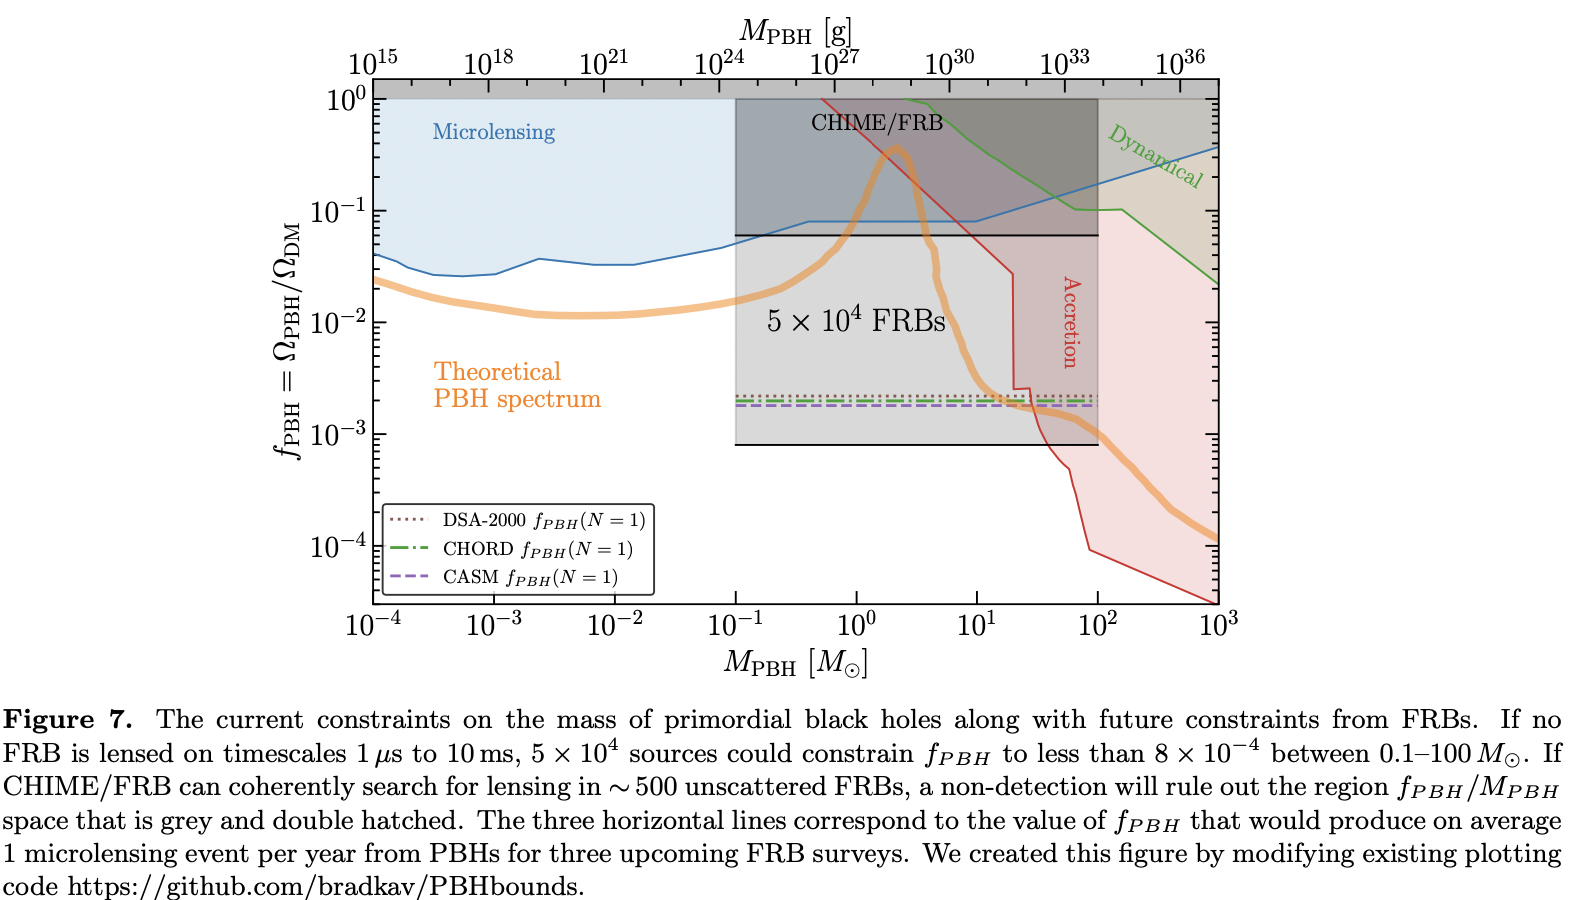 M_PBH [g]
10^15 10^18 10^21 10^24 10^27 10^30 10^33 10^36
10^0
10^−1
10^−2
10^−3
10^−4
f_PBH = Ω_PBH/Ω_DM
Microlensing
CHIME/FRB
Dynamical
Accretion
5 × 10^4 FRBs
Theoretical
PBH spectrum
DSA-2000 f_PBH(N = 1)
CHORD f_PBH(N = 1)
CASM f_PBH(N = 1)
10^−4 10^−3 10^−2 10^−1 10^0 10^1 10^2 10^3
M_PBH [M_⊙]
Figure 7. The current constraints on the mass of primordial black holes along with future constraints from FRBs. If no
FRB is lensed on timescales 1 μs to 10 ms, 5 × 10^4 sources could constrain f_PBH to less than 8 × 10^−4 between 0.1–100 M_⊙. If
CHIME/FRB can coherently search for lensing in ∼ 500 unscattered FRBs, a non-detection will rule out the region f_PBH/M_PBH
space that is grey and double hatched. The three horizontal lines correspond to the value of f_PBH that would produce on average
1 microlensing event per year from PBHs for three upcoming FRB surveys. We created this figure by modifying existing plotting
code https://github.com/bradkav/PBHbounds.